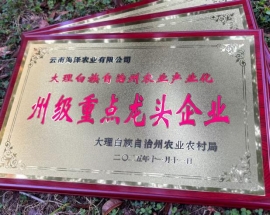 云南海泽农业有限公司
大理白族自治州农业产业化
州级重点龙头企业
大理白族自治州农业农村局